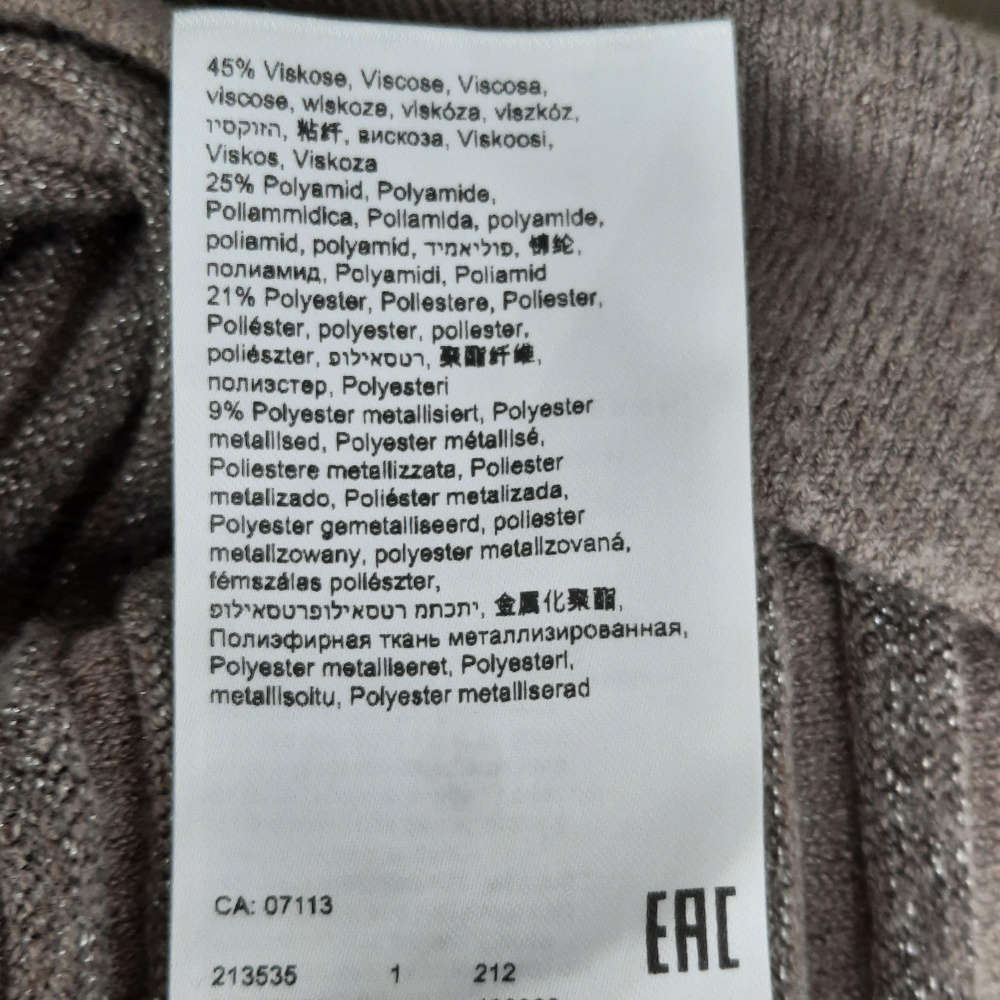 45% Viskose, Viscose, Viscosa,
viscose, wiskoza, viskóza, viszkóz,
הזוקסיו, 粘纤, вискоза, Viskoosi,
Viskos, Viskoza
25% Polyamid, Polyamide,
Poliammidica, Poliamida, polyamide,
poliamid, polyamid, פוליאמיד, 锦纶,
полиамид, Polyamidi, Poliamid
21% Polyester, Poliestere, Poliester,
Poliéster, polyester, poliester,
poliészter, רטסאילופ, 聚酯纤维,
полиэстер, Polyesteri
9% Polyester metallisiert, Polyester
metallised, Polyester métallisé,
Poliestere metallizzata, Poliester
metalizado, Poliéster metalizada,
Polyester gemetalliseerd, poliester
metalizowany, polyester metalizovaná,
fémszálas poliészter,
יתכתמ רטסאילופרטסאילופ, 金属化聚酯,
Полиэфирная ткань металлизированная,
Polyester metalliseret, Polyesteri,
metallisoitu, Polyester metalliserad
CA: 07113
EAC
213535 1 212